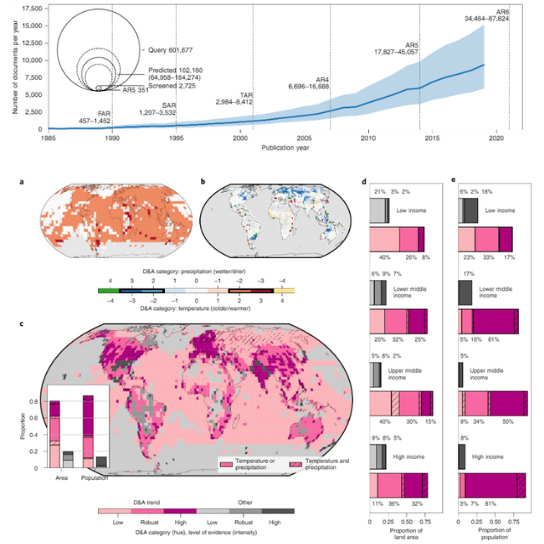 17,500
15,000
12,500
10,000
7,500
5,000
2,500
0
Number of documents per year
Query 601,677
Predicted 102,160
(64,958–164,274)
Screened 2,725
AR5 351
FAR
457–1,452
SAR
1,207–3,532
TAR
2,984–8,412
AR4
6,696–16,688
AR5
17,827–45,057
AR6
1985 1990 1995 2000 2005 2010 2015 2020
Publication year
a
b
D&A category: precipitation (wetter/drier)
4 3 2 1 0 –1 –2 –3 –4
–4 –3 –2 –1 0 1 2 3 4
D&A category: temperature (colder/warmer)
c
Proportion
0.8
0.6
0.4
0.2
0
Area Population
Temperature or
precipitation
Temperature and
precipitation
D&A trend
Other
Low Robust High Low Robust High
D&A category (hue), level of evidence (intensity)
d
21% 3% 2%
Low income
40% 26% 8%
6% 9% 7%
Lower middle
income
20% 32% 25%
5% 8% 2%
Upper middle
income
40% 30% 15%
9% 8% 5%
High income
11% 36% 32%
0 0.25 0.50 0.75
Proportion of
land area
e
6% 2% 18%
Low income
23% 33% 17%
17%
Lower middle
income
5% 16% 61%
5%
Upper middle
income
9% 34% 50%
8%
High income
3% 7% 81%
0 0.25 0.50 0.75
Proportion of
population